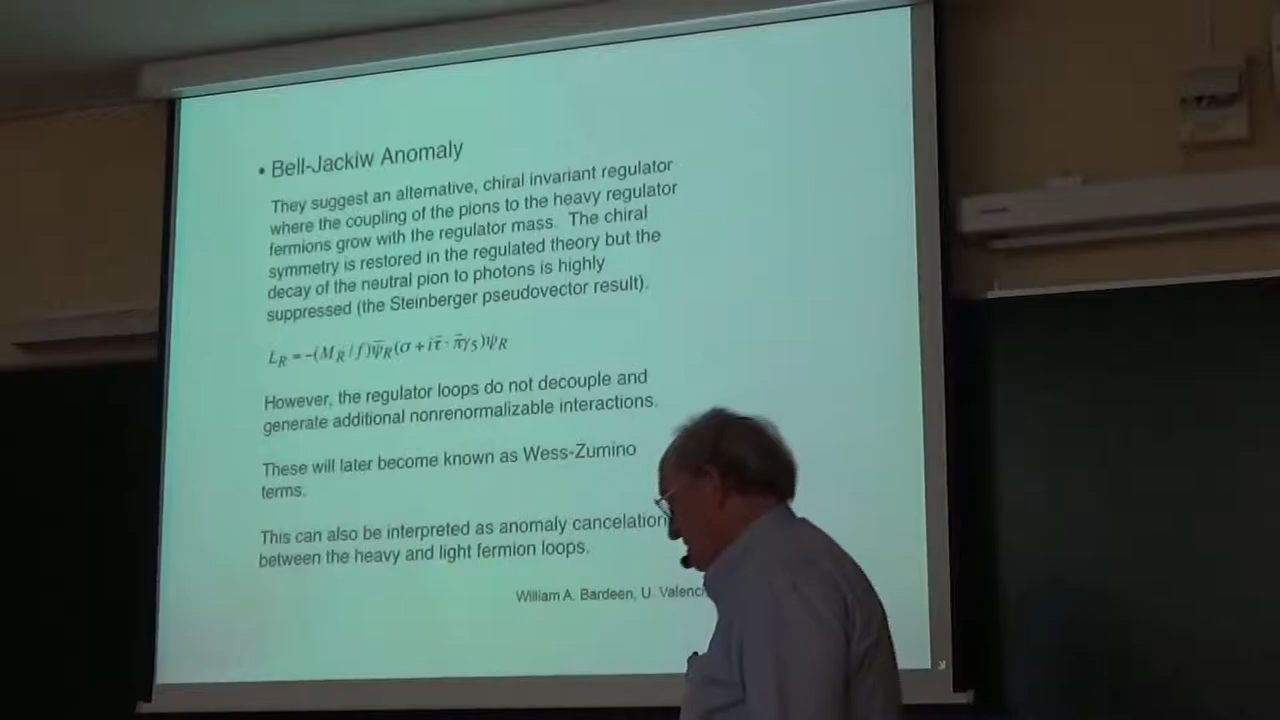 • Bell-Jackiw Anomaly
They suggest an alternative, chiral invariant regulator
where the coupling of the pions to the heavy regulator
fermions grow with the regulator mass. The chiral
symmetry is restored in the regulated theory but the
decay of the neutral pion to photons is highly
suppressed (the Steinberger pseudovector result).
L_R = -(M_R / f) ψ̄_R (σ + i τ̄ · π̄ γ_5) ψ_R
However, the regulator loops do not decouple and
generate additional nonrenormalizable interactions.
These will later become known as Wess-Zumino
terms.
This can also be interpreted as anomaly cancelation
between the heavy and light fermion loops.
William A. Bardeen, U.